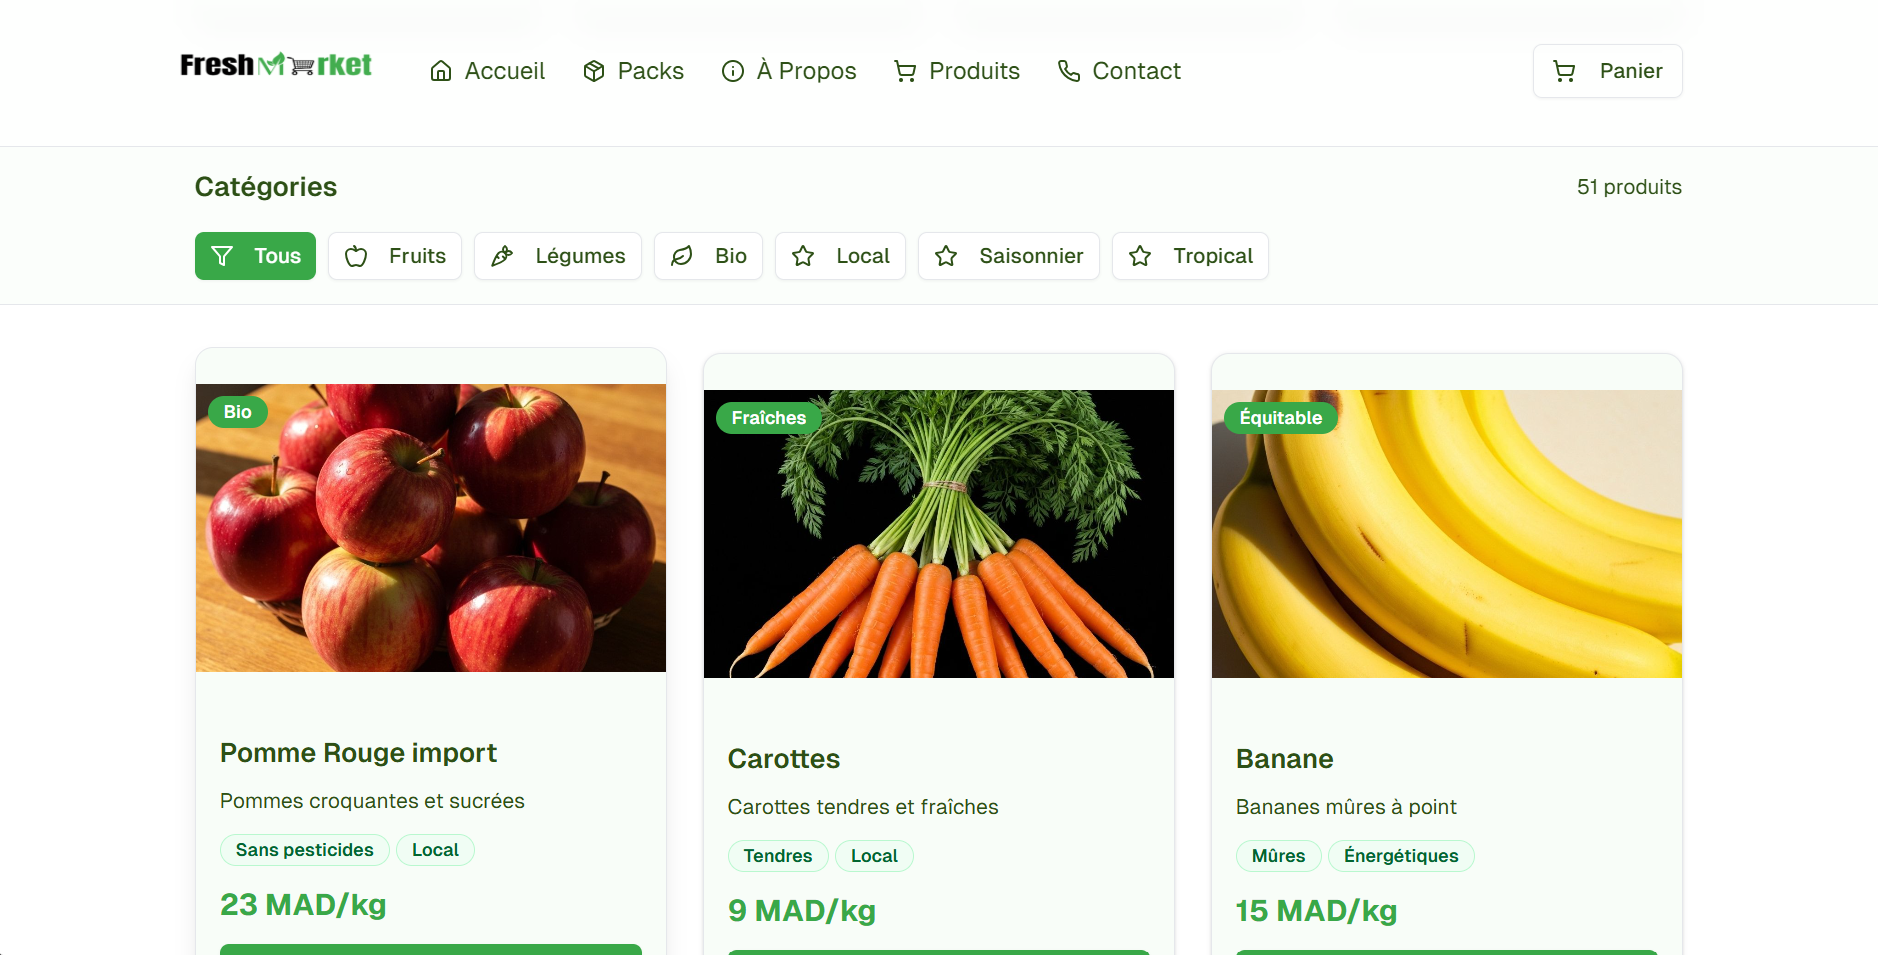 FreshMarket
Accueil
Packs
À Propos
Produits
Contact
Panier
Catégories
51 produits
Tous
Fruits
Légumes
Bio
Local
Saisonnier
Tropical
Bio
Fraîches
Équitable
Pomme Rouge import
Pommes croquantes et sucrées
Sans pesticides
Local
23 MAD/kg
Carottes
Carottes tendres et fraîches
Tendres
Local
9 MAD/kg
Banane
Bananes mûres à point
Mûres
Énergétiques
15 MAD/kg